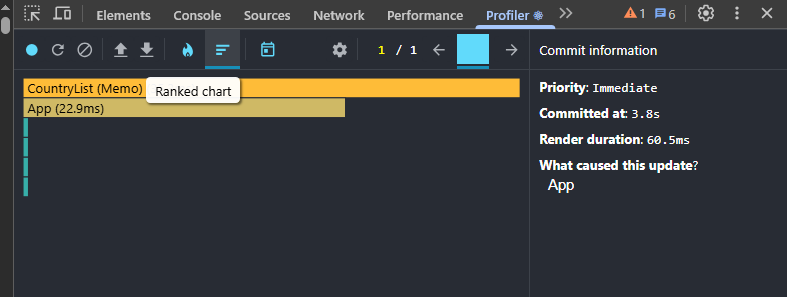 Elements Console Sources Network Performance Profiler 1 6
1 / 1
CountryList (Memo)
Ranked chart
App (22.9ms)
Commit information
Priority: Immediate
Committed at: 3.8s
Render duration: 60.5ms
What caused this update?
App